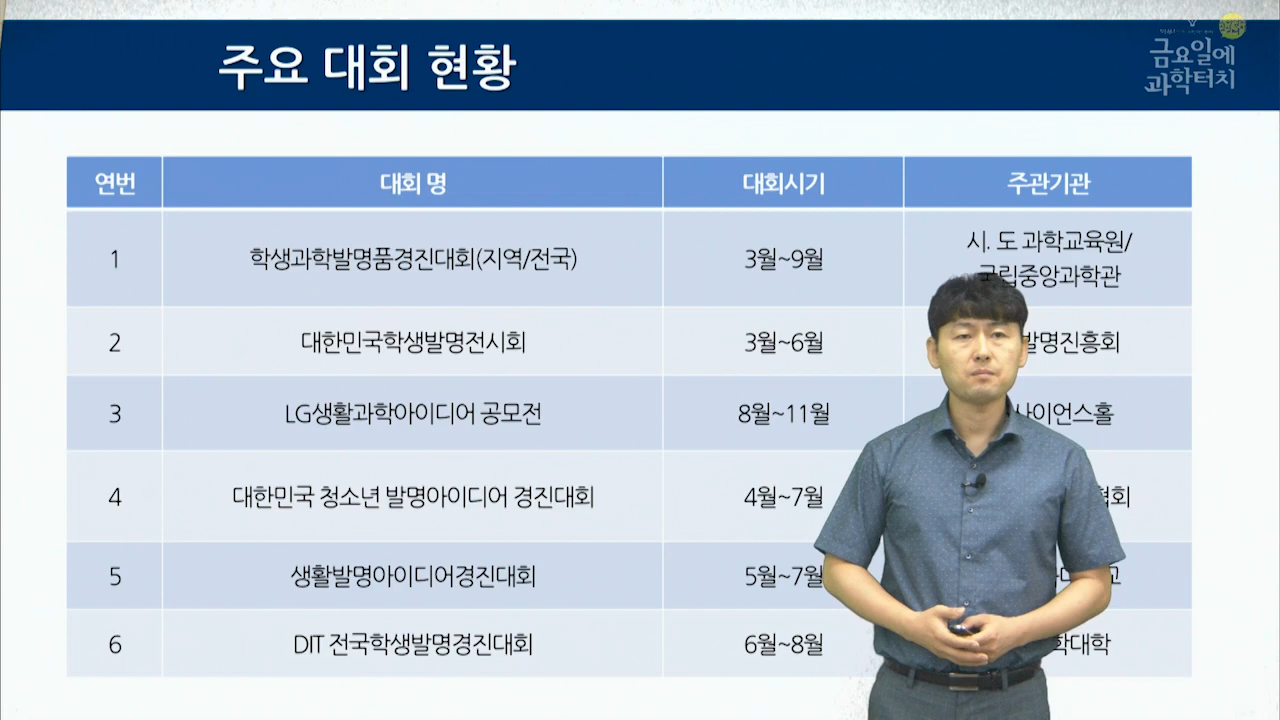 주요 대회 현황
금요일에
과학터치
연번 대회 명 대회시기 주관기관
1 학생과학발명품경진대회(지역/전국) 3월~9월 시. 도 과학교육원/
국립중앙과학관
2 대한민국학생발명전시회 3월~6월 발명진흥회
3 LG생활과학아이디어 공모전 8월~11월 사이언스홀
4 대한민국 청소년 발명아이디어 경진대회 4월~7월 협회
5 생활발명아이디어경진대회 5월~7월
6 DIT 전국학생발명경진대회 6월~8월 학대학